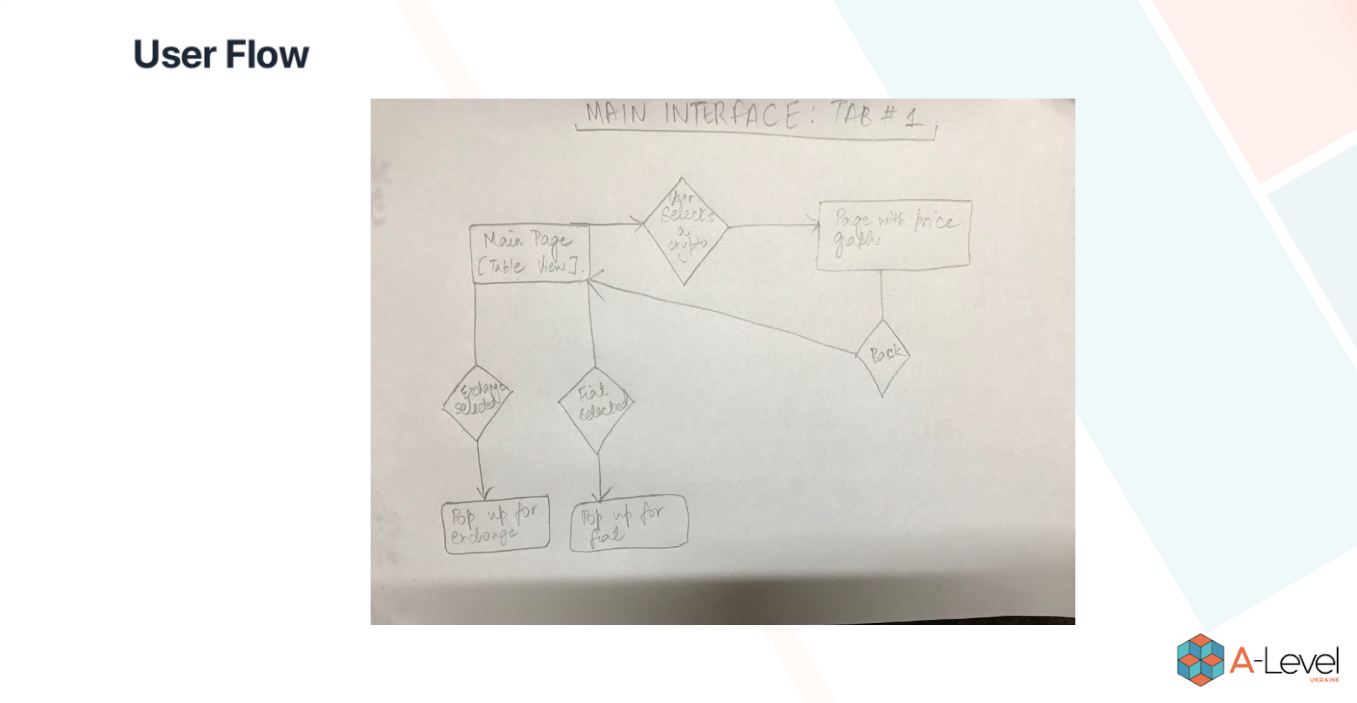 User Flow
MAIN INTERFACE: TAB #1
User
Selects
a
crypto
Page with price
graphs
Main Page
[Table View].
Back
Exchange
selected
Fiat
selected
Pop up for
exchange
Pop up for
fiat
A-Level
UKRAINE